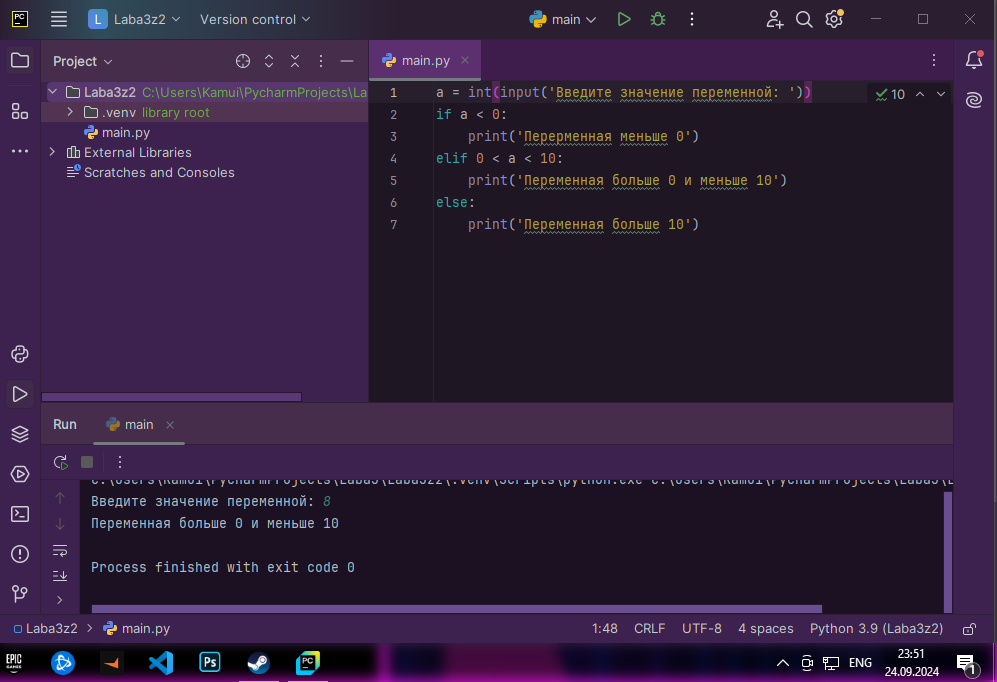 PC L Laba3z2 Version control main
Project main.py
Laba3z2 C:\Users\Kamui\PycharmProjects\La
.venv library root
main.py
External Libraries
Scratches and Consoles
1 a = int(input('Введите значение переменной: ')) 10
2 if a < 0:
3 print('Перерменная меньше 0')
4 elif 0 < a < 10:
5 print('Переменная больше 0 и меньше 10')
6 else:
7 print('Переменная больше 10')
Run main
C:\Users\Kamui\PycharmProjects\Laba3\Laba3z2\.venv\Scripts\python.exe C:\Users\Kamui\PycharmProjects\Laba3\L
Введите значение переменной: 8
Переменная больше 0 и меньше 10
Process finished with exit code 0
Laba3z2 > main.py 1:48 CRLF UTF-8 4 spaces Python 3.9 (Laba3z2)
EPIC GAMES Ps PC ENG 23:51
24.09.2024 1